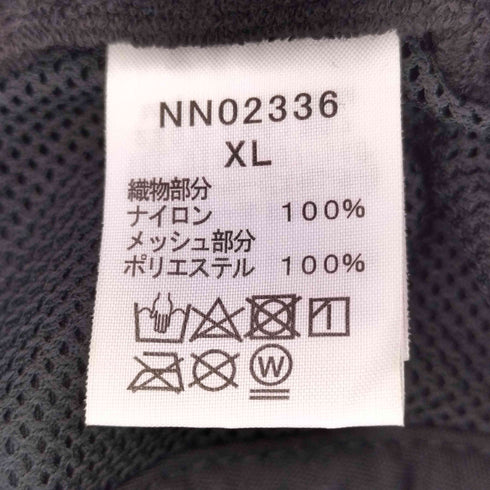 NN02336
XL
織物部分
ナイロン 100%
メッシュ部分
ポリエステル 100%
W